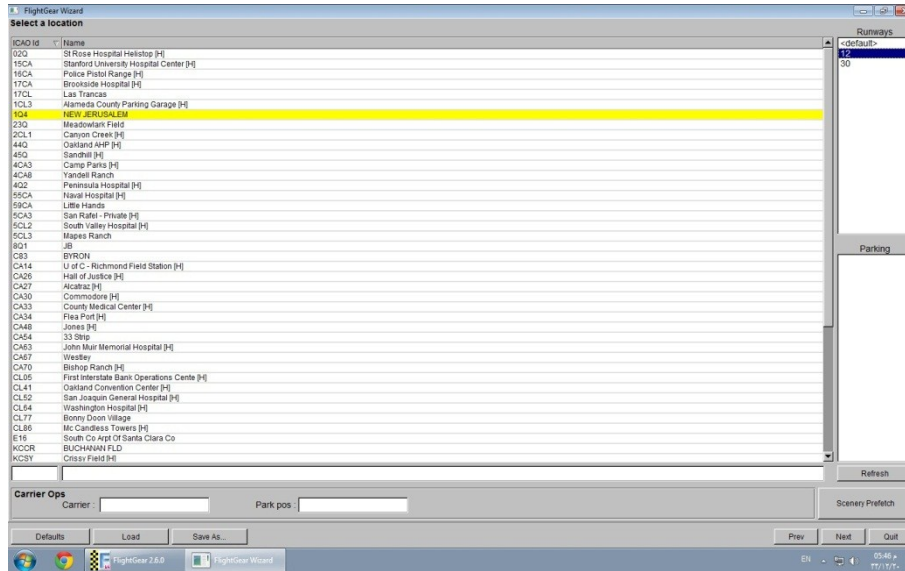 FlightGear Wizard
Select a location
ICAO Id Name
02Q St Rose Hospital Helistop [H]
15CA Stanford University Hospital Center [H]
16CA Police Pistol Range [H]
17CA Brookside Hospital [H]
17CL Las Trancas
1CL3 Alameda County Parking Garage [H]
1Q4 NEW JERUSALEM
23Q Meadowlark Field
2CL1 Canyon Creek [H]
44Q Oakland AHP [H]
45Q Sandhill [H]
4CA3 Camp Parks [H]
4CA8 Yandell Ranch
4Q2 Peninsula Hospital [H]
55CA Naval Hospital [H]
59CA Little Hands
5CA3 San Rafel - Private [H]
5CL2 South Valley Hospital [H]
5CL3 Mapes Ranch
8Q1 JB
C83 BYRON
CA14 U of C - Richmond Field Station [H]
CA26 Hall of Justice [H]
CA27 Alcatraz [H]
CA30 Commodore [H]
CA33 County Medical Center [H]
CA34 Flea Port [H]
CA48 Jones [H]
CA54 33 Strip
CA63 John Muir Memorial Hospital [H]
CA67 Westley
CA70 Bishop Ranch [H]
CL05 First Interstate Bank Operations Cente [H]
CL41 Oakland Convention Center [H]
CL52 San Joaquin General Hospital [H]
CL64 Washington Hospital [H]
CL77 Bonny Doon Village
CL86 Mc Candless Towers [H]
E16 South Co Arpt Of Santa Clara Co
KCCR BUCHANAN FLD
KCSY Crissy Field [H]
Runways
<default>
12
30
Parking
Refresh
Carrier Ops
Carrier : Park pos :
Scenery Prefetch
Defaults Load Save As... Prev Next Quit
FlightGear 2.6.0 FlightGear Wizard EN 05:46 م